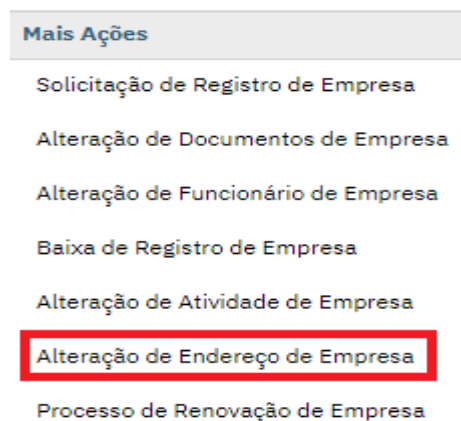 Mais Ações
Solicitação de Registro de Empresa
Alteração de Documentos de Empresa
Alteração de Funcionário de Empresa
Baixa de Registro de Empresa
Alteração de Atividade de Empresa
Alteração de Endereço de Empresa
Processo de Renovação de Empresa